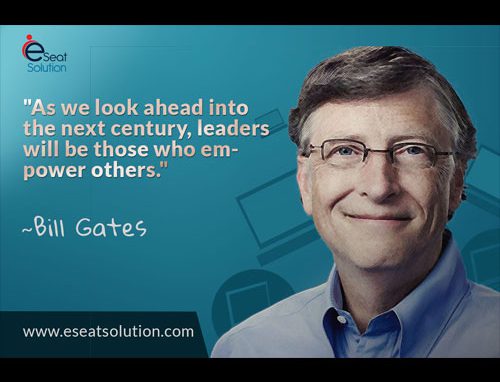 eSeat
Solution
"As we look ahead into
the next century, leaders
will be those who em-
power others."
~Bill Gates
www.eseatsolution.com